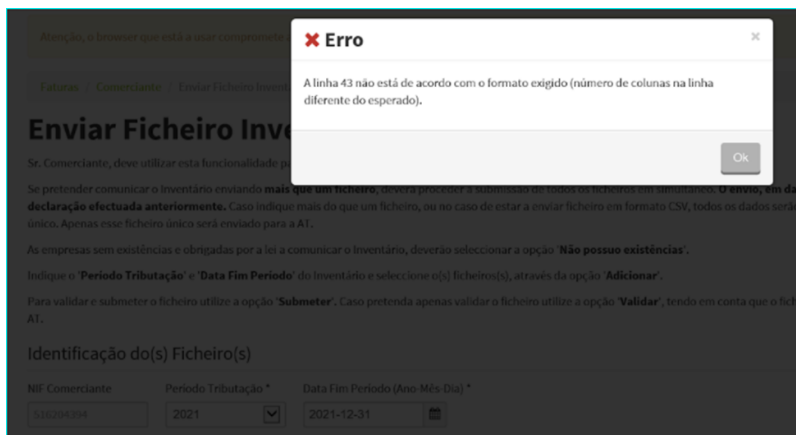 Atenção, o browser que está a usar compromete a
✖ Erro
×
Faturas / Comerciante / Enviar Ficheiro Invent
A linha 43 não está de acordo com o formato exigido (número de colunas na linha
diferente do esperado).
Enviar Ficheiro Inve
Ok
Sr. Comerciante, deve utilizar esta funcionalidade p
Se pretender comunicar o Inventário enviando mais que um ficheiro, deverá proceder à submissão de todos os ficheiros em simultâneo. O envio, em da
declaração efectuada anteriormente. Caso indique mais do que um ficheiro, ou no caso de estar a enviar ficheiro em formato CSV, todos os dados serã
único. Apenas esse ficheiro único será enviado para a AT.
As empresas sem existências e obrigadas por a lei a comunicar o Inventário, deverão seleccionar a opção 'Não possuo existências'.
Indique o 'Período Tributação' e 'Data Fim Período' do Inventário e seleccione o(s) ficheiros(s), através da opção 'Adicionar'.
Para validar e submeter o ficheiro utilize a opção 'Submeter'. Caso pretenda apenas validar o ficheiro utilize a opção 'Validar', tendo em conta que o fich
AT.
Identificação do(s) Ficheiro(s)
NIF Comerciante Período Tributação * Data Fim Período (Ano-Mês-Dia) *
2021 2021-12-31